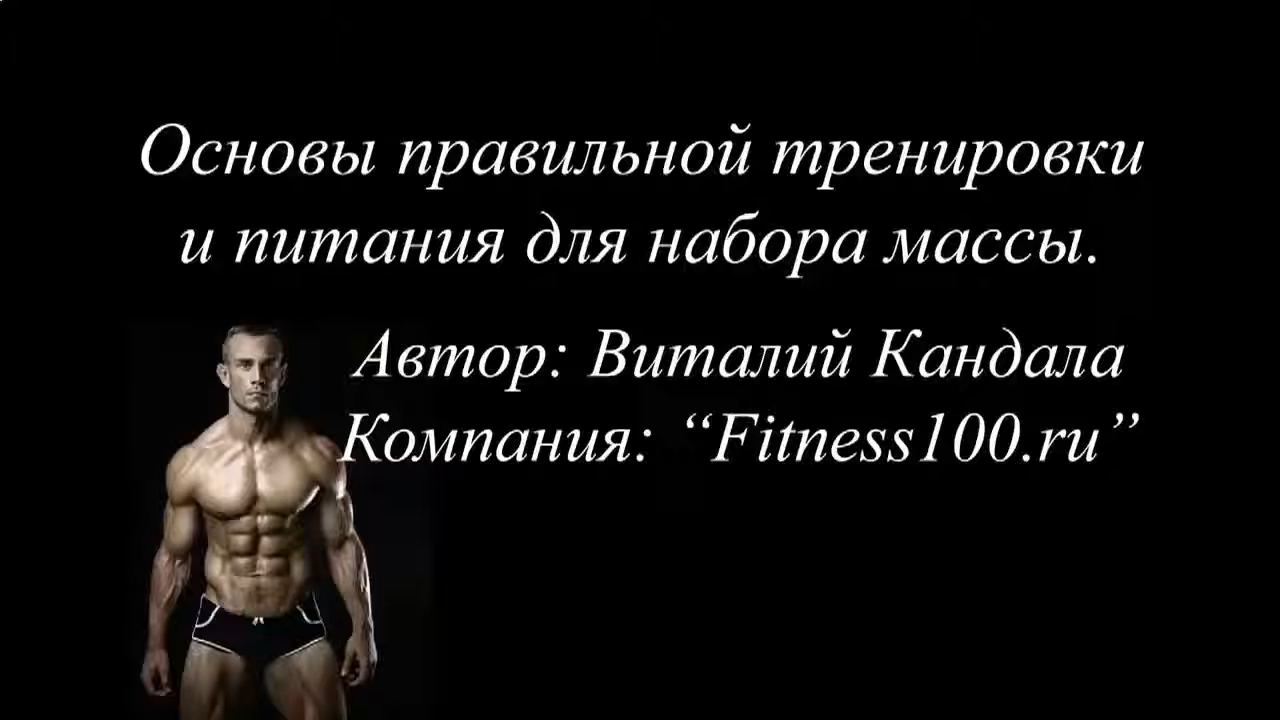 Основы правильной тренировки
и питания для набора массы.
Автор: Виталий Кандала
Компания: “Fitness100.ru”